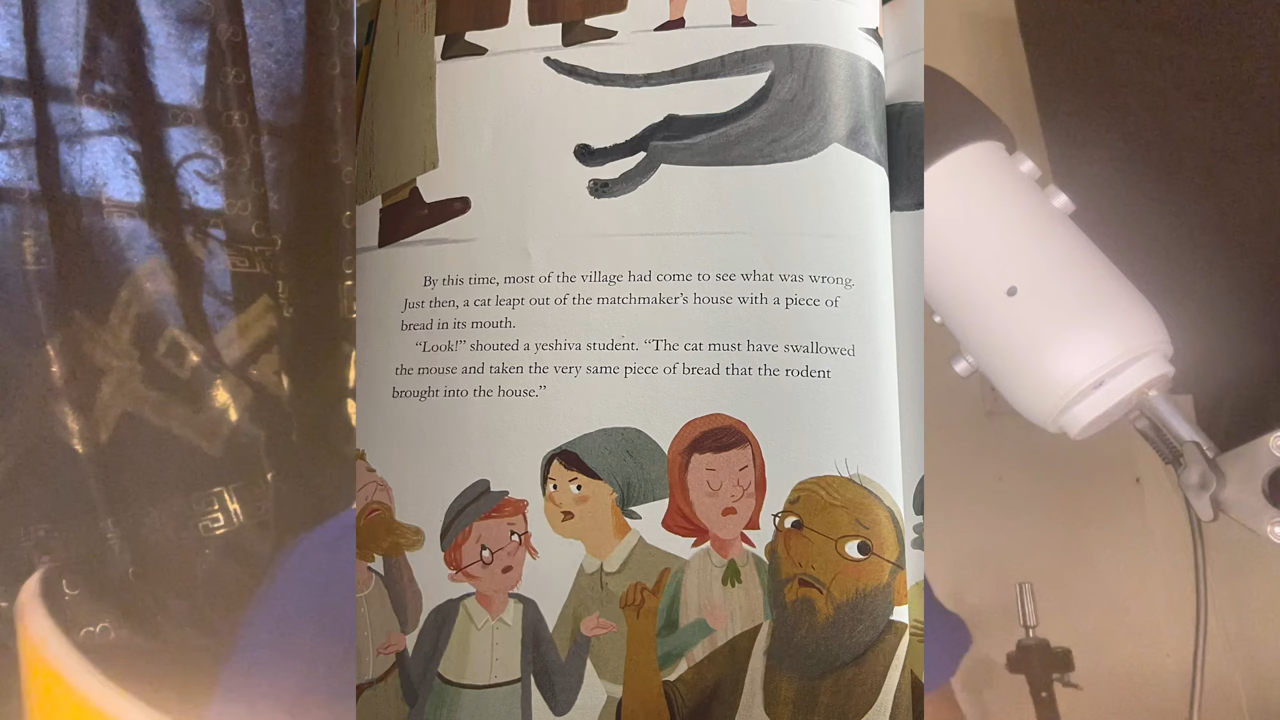 By this time, most of the village had come to see what was wrong.
Just then, a cat leapt out of the matchmaker’s house with a piece of
bread in its mouth.
“Look!” shouted a yeshiva student. “The cat must have swallowed
the mouse and taken the very same piece of bread that the rodent
brought into the house.”